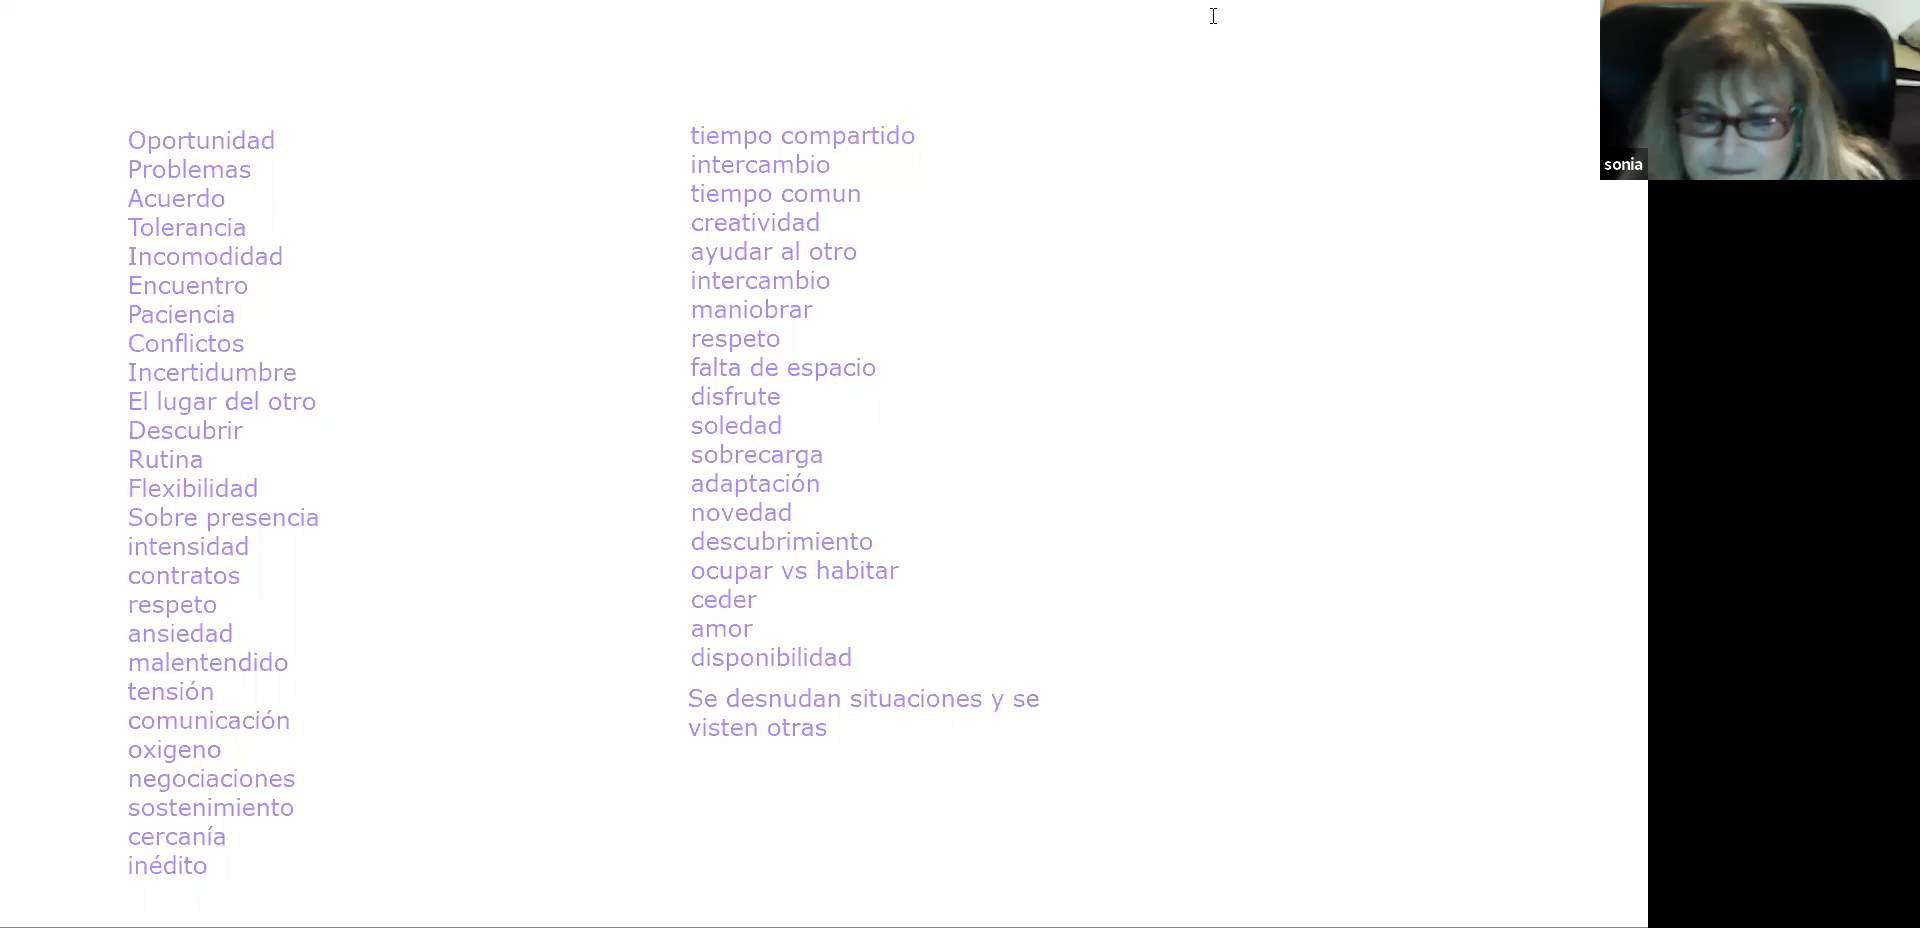 Oportunidad
Problemas
Acuerdo
Tolerancia
Incomodidad
Encuentro
Paciencia
Conflictos
Incertidumbre
El lugar del otro
Descubrir
Rutina
Flexibilidad
Sobre presencia
intensidad
contratos
respeto
ansiedad
malentendido
tensión
comunicación
oxigeno
negociaciones
sostenimiento
cercanía
inédito
tiempo compartido
intercambio
tiempo comun
creatividad
ayudar al otro
intercambio
maniobrar
respeto
falta de espacio
disfrute
soledad
sobrecarga
adaptación
novedad
descubrimiento
ocupar vs habitar
ceder
amor
disponibilidad
Se desnudan situaciones y se
visten otras
sonia